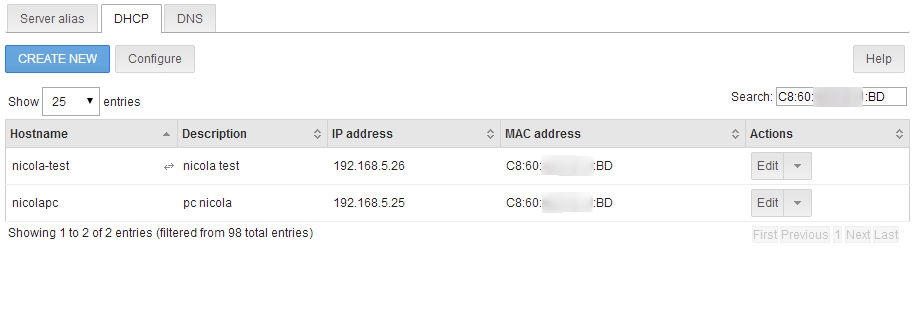 Server alias DHCP DNS
CREATE NEW Configure Help
Show 25 entries Search: C8:60: :BD
Hostname Description IP address MAC address Actions
nicola-test nicola test 192.168.5.26 C8:60: :BD Edit
nicolapc pc nicola 192.168.5.25 C8:60: :BD Edit
Showing 1 to 2 of 2 entries (filtered from 98 total entries) First Previous 1 Next Last